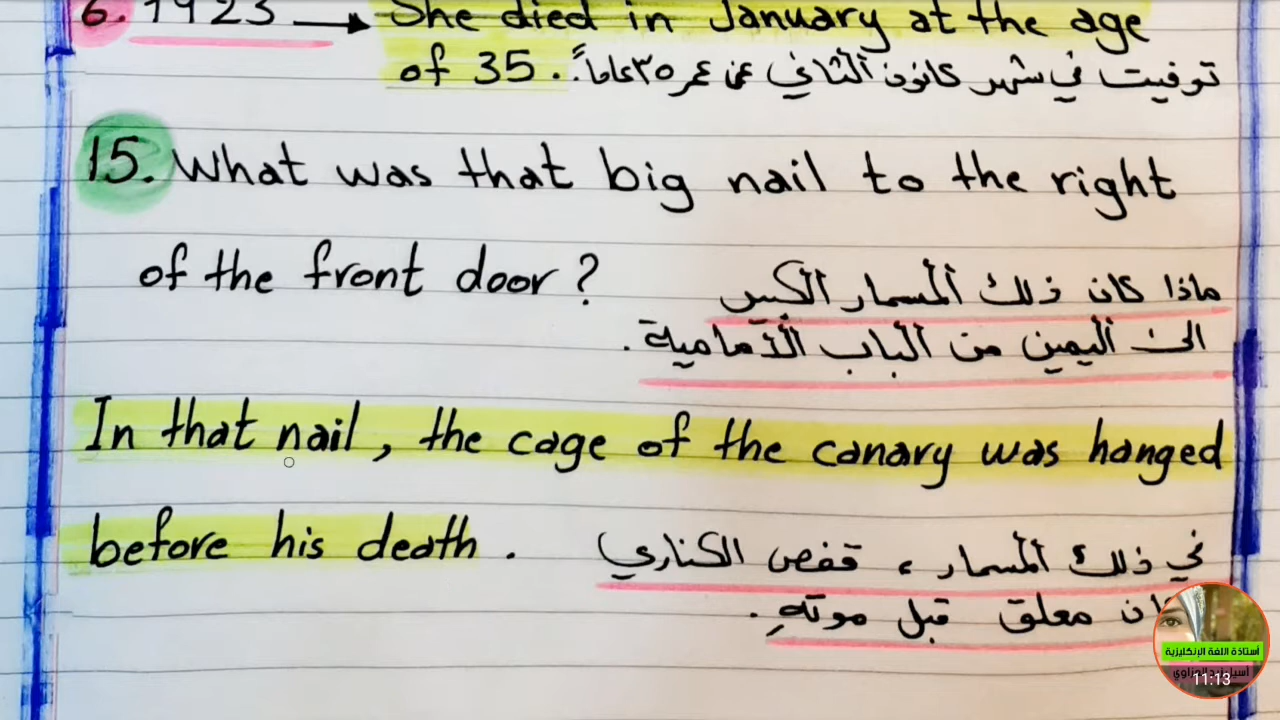 6. 1923 → She died in January at the age
of 35.
توفيت في شهر كانون الثاني عن عمر ٣٥ عاماً.
15. What was that big nail to the right
of the front door?
ماذا كان ذلك المسمار الكبير
الى اليمين من الباب الأمامية.
In that nail, the cage of the canary was hanged
before his death.
في ذلك المسمار، قفص الكناري
كان معلق قبل موتهِ.
أستاذة اللغة الإنكليزية
11:13